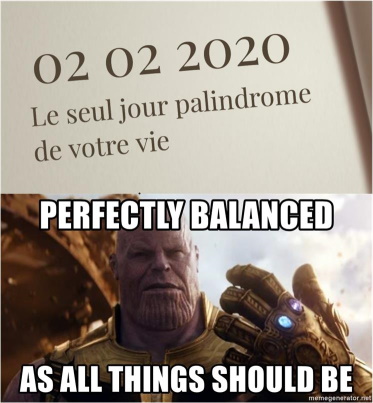 02 02 2020
Le seul jour palindrome
de votre vie
PERFECTLY BALANCED
AS ALL THINGS SHOULD BE
memegenerator.net